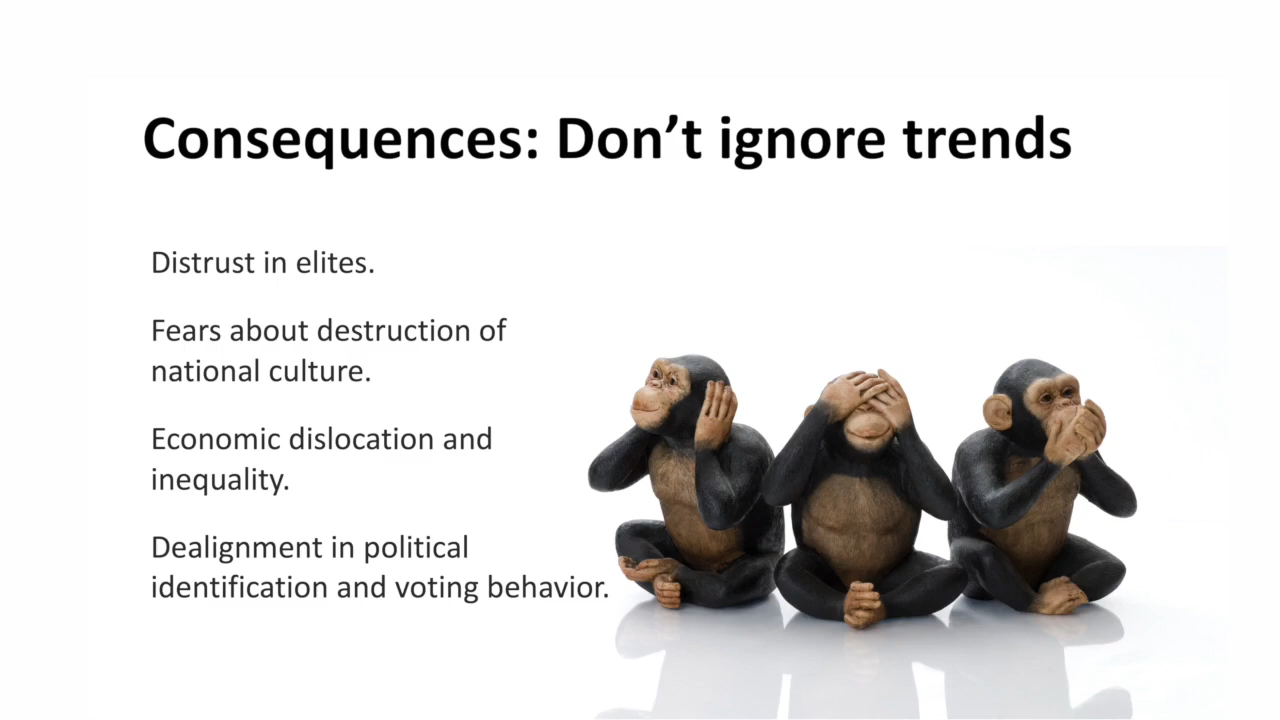 Consequences: Don’t ignore trends
Distrust in elites.
Fears about destruction of
national culture.
Economic dislocation and
inequality.
Dealignment in political
identification and voting behavior.